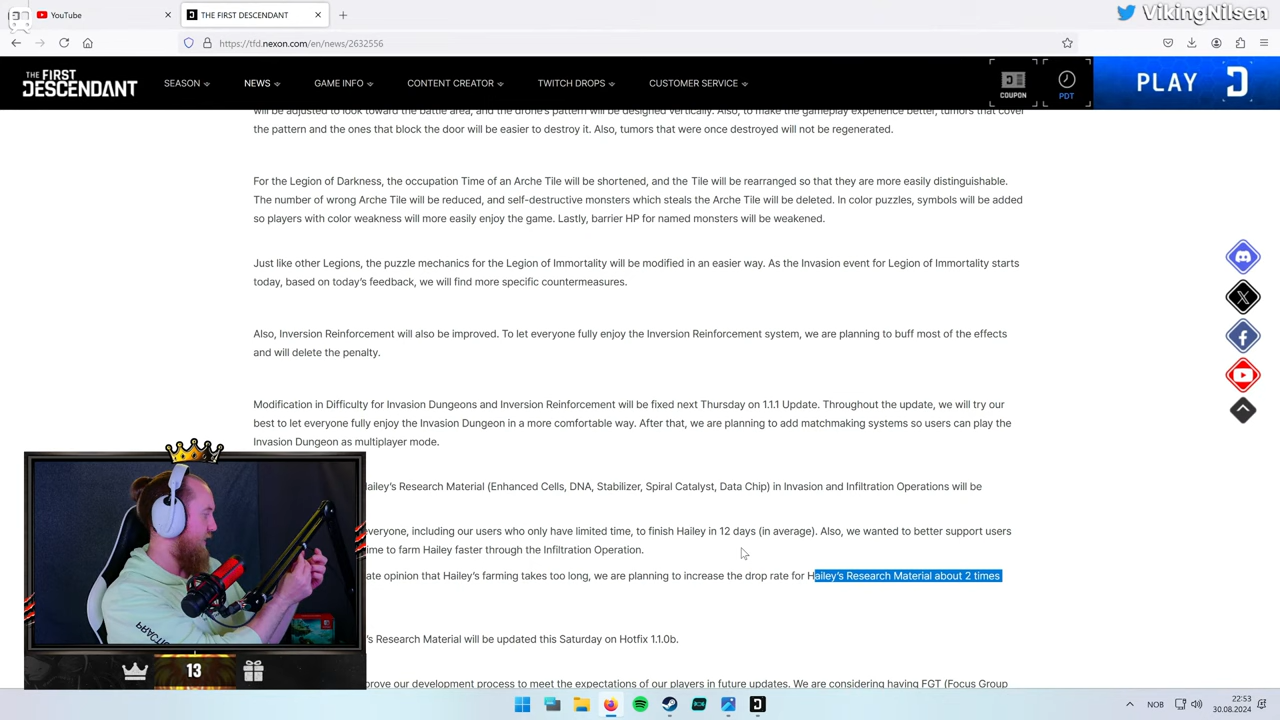 YouTube
THE FIRST DESCENDANT
VikingNilsen
https://tfd.nexon.com/en/news/2632556
THE FIRST
DESCENDANT
SEASON
NEWS
GAME INFO
CONTENT CREATOR
TWITCH DROPS
CUSTOMER SERVICE
COUPON
PDT
PLAY
will be adjusted to look toward the battle area, and the drone's pattern will be designed vertically. Also, to make the gameplay experience better, tumors that cover
the pattern and the ones that block the door will be easier to destroy it. Also, tumors that were once destroyed will not be regenerated.
For the Legion of Darkness, the occupation Time of an Arche Tile will be shortened, and the Tile will be rearranged so that they are more easily distinguishable.
The number of wrong Arche Tile will be reduced, and self-destructive monsters which steals the Arche Tile will be deleted. In color puzzles, symbols will be added
so players with color weakness will more easily enjoy the game. Lastly, barrier HP for named monsters will be weakened.
Just like other Legions, the puzzle mechanics for the Legion of Immortality will be modified in an easier way. As the Invasion event for Legion of Immortality starts
today, based on today's feedback, we will find more specific countermeasures.
Also, Inversion Reinforcement will also be improved. To let everyone fully enjoy the Inversion Reinforcement system, we are planning to buff most of the effects
and will delete the penalty.
Modification in Difficulty for Invasion Dungeons and Inversion Reinforcement will be fixed next Thursday on 1.1.1 Update. Throughout the update, we will try our
best to let everyone fully enjoy the Invasion Dungeon in a more comfortable way. After that, we are planning to add matchmaking systems so users can play the
Invasion Dungeon as multiplayer mode.
Hailey's Research Material (Enhanced Cells, DNA, Stabilizer, Spiral Catalyst, Data Chip) in Invasion and Infiltration Operations will be
everyone, including our users who only have limited time, to finish Hailey in 12 days (in average). Also, we wanted to better support users
ime to farm Hailey faster through the Infiltration Operation.
ate opinion that Hailey's farming takes too long, we are planning to increase the drop rate for Hailey's Research Material about 2 times
's Research Material will be updated this Saturday on Hotfix 1.1.0b.
prove our development process to meet the expectations of our players in future updates. We are considering having FGT (Focus Group
13
NOB
22:53
30.08.2024